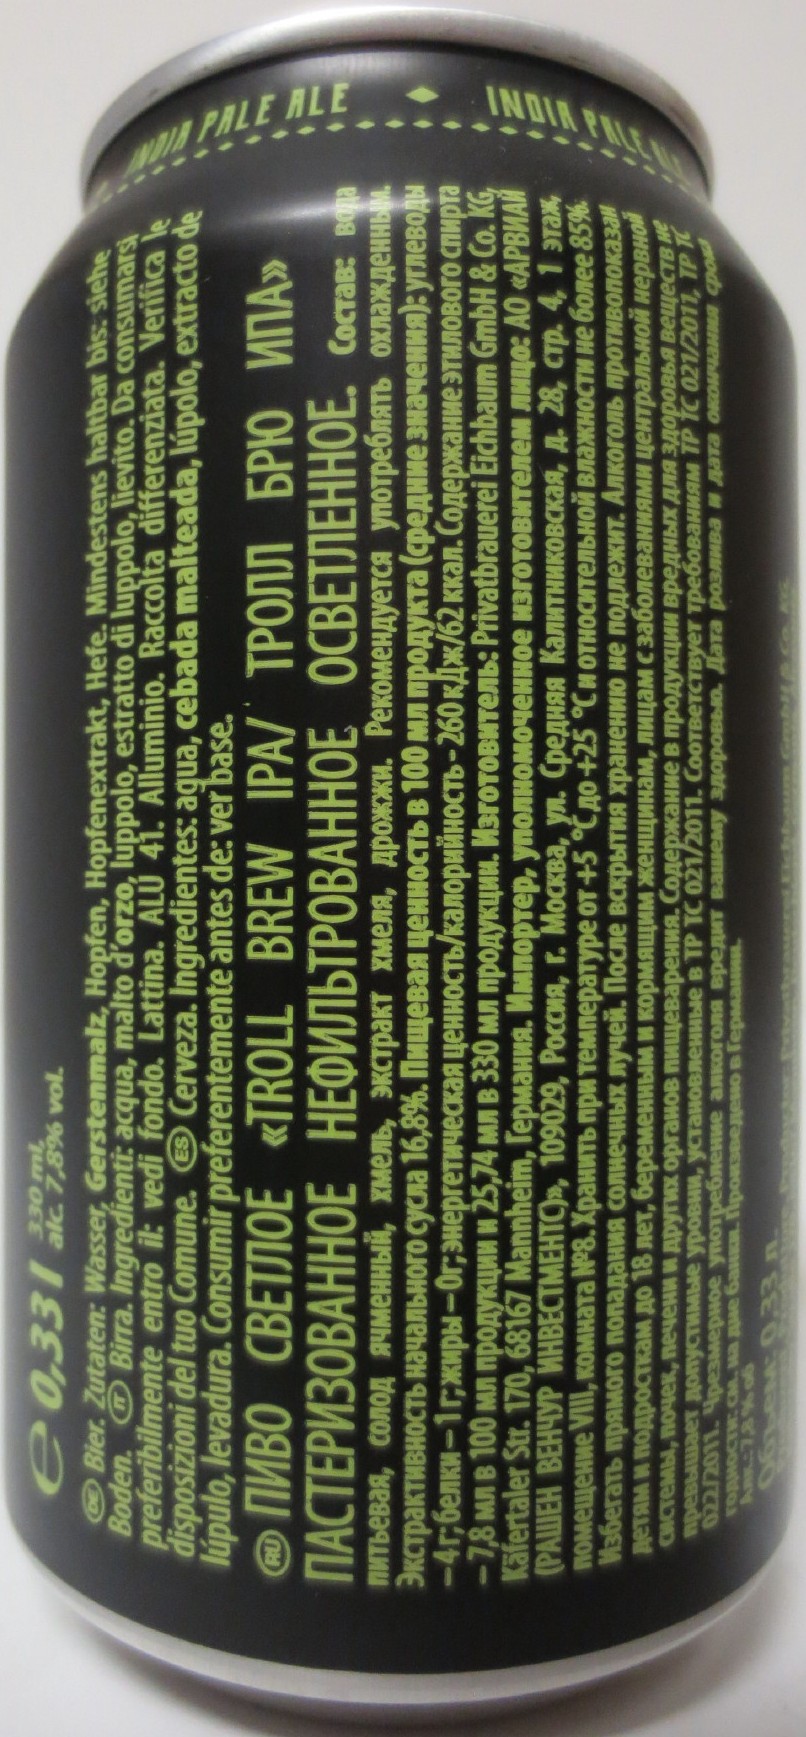 INDIA PALE ALE ◆ INDIA PALE ALE
℮ 0,33 l 330 ml,
alc. 7,8% vol.
DE Bier. Zutaten: Wasser, Gerstenmalz, Hopfen, Hopfenextrakt, Hefe. Mindestens haltbar bis: siehe
Boden. IT Birra. Ingredienti: acqua, malto d'orzo, luppolo, estratto di luppolo, lievito. Da consumarsi
preferibilmente entro il: vedi fondo. Lattina. ALU 41. Alluminio. Raccolta differenziata. Verifica le
disposizioni del tuo Comune. ES Cerveza. Ingredientes: agua, cebada malteada, lúpolo, extracto de
lúpulo, levadura. Consumir preferentemente antes de: ver base.
RU ПИВО СВЕТЛОЕ «TROLL BREW IPA/ ТРОЛЛ БРЮ ИПА»
ПАСТЕРИЗОВАННОЕ НЕФИЛЬТРОВАННОЕ ОСВЕТЛЕННОЕ. Состав: вода
питьевая, солод ячменный, хмель, экстракт хмеля, дрожжи. Рекомендуется употреблять охлажденным.
Экстрактивность начального сусла 16,8%. Пищевая ценность в 100 мл продукта (средние значения): углеводы
– 4 г; белки – 1 г; жиры – 0г; энергетическая ценность/калорийность - 260 кДж/62 ккал. Содержание этилового спирта
– 7,8 мл в 100 мл продукции и 25,74 мл в 330 мл продукции. Изготовитель: Privatbrauerei Eichbaum GmbH & Co. KG,
Käfertaler Str. 170, 68167 Mannheim, Германия. Импортер, уполномоченное изготовителем лицо: АО «АРВИАЙ
(РАШЕН ВЕНЧУР ИНВЕСТМЕНТС)», 109029, Россия, г. Москва, ул. Средняя Калитниковская, д. 28, стр. 4, 1 этаж,
помещение VIII, комната №8. Хранить при температуре от +5 °С до +25 °С и относительной влажности не более 85%.
Избегать прямого попадания солнечных лучей. После вскрытия хранению не подлежит. Алкоголь противопоказан
детям и подросткам до 18 лет, беременным и кормящим женщинам, лицам с заболеваниями центральной нервной
системы, почек, печени и других органов пищеварения. Содержание в продукции вредных для здоровья веществ не
превышает допустимые уровни, установленные в ТР ТС 021/2011. Соответствует требованиям ТР ТС 021/2011, ТР ТС
022/2011. Чрезмерное употребление алкоголя вредит вашему здоровью. Дата розлива и дата окончания срока
годности: см. на дне банки. Произведено в Германии.
Алк.-7,8 % об
Объем: 0,33 л.
Eichbaum GmbH & Co. KG